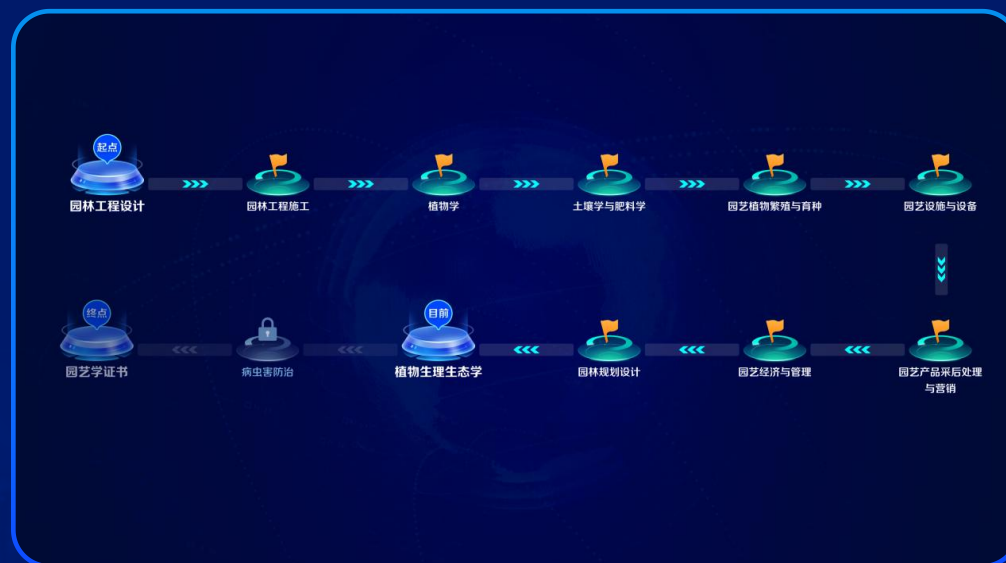 起点
园林工程设计
园林工程施工
植物学
土壤学与肥料学
园艺植物繁殖与育种
园艺设施与设备
终点
园艺学证书
病虫害防治
目前
植物生理生态学
园林规划设计
园艺经济与管理
园艺产品采后处理
与营销